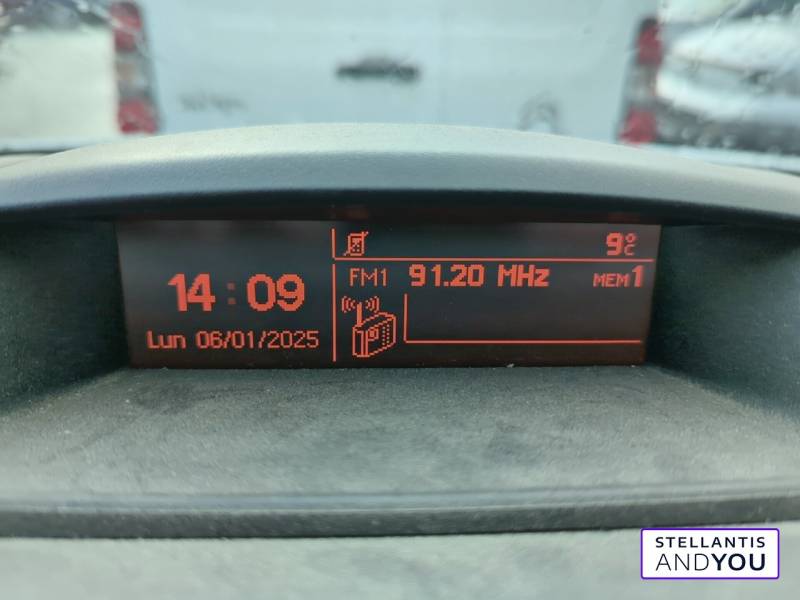 14:09
Lun 06/01/2025
9°C
FM1 91.20 MHz MEM1
STELLANTIS
ANDYOU